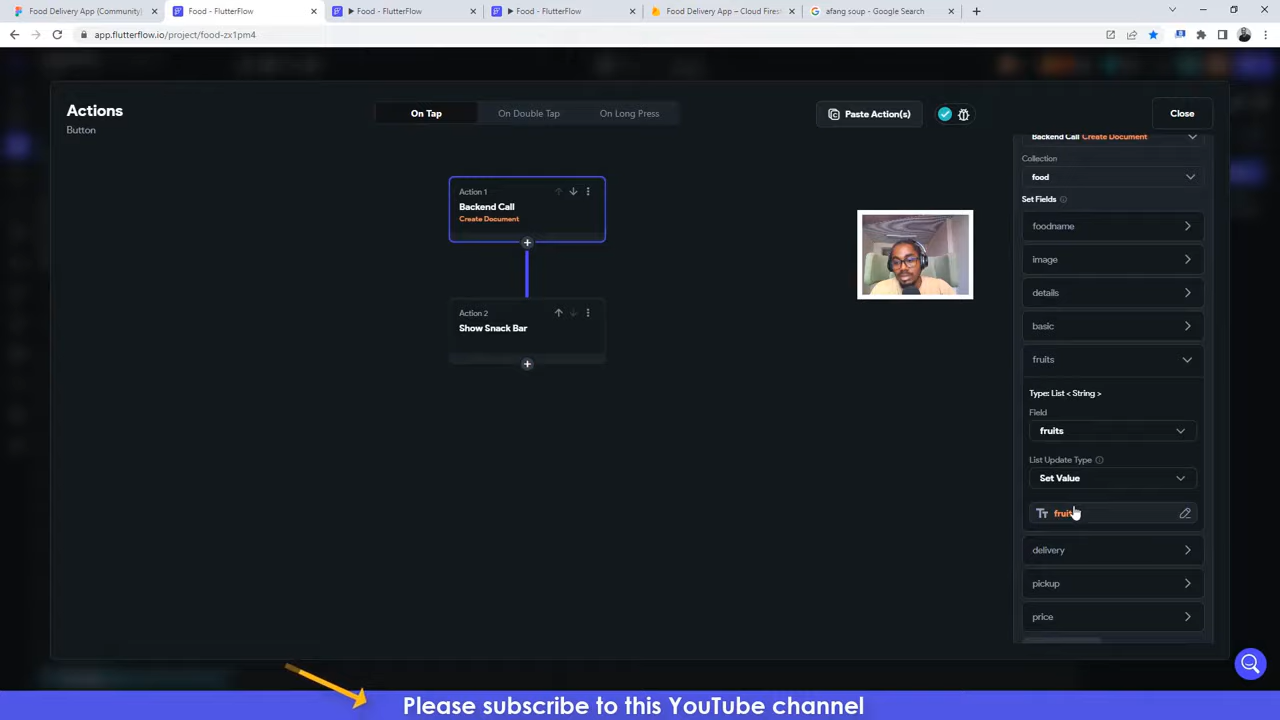 Food Delivery App (Community)
Food - FlutterFlow
Food - FlutterFlow
Food - FlutterFlow
Food Delivery App – Cloud Fires
afang soup - Google Search
app.flutterflow.io/project/food-zx1pm4
Actions
Button
On Tap
On Double Tap
On Long Press
Paste Action(s)
Close
Backend Call Create Document
Collection
food
Set Fields
foodname
image
details
basic
fruits
Type: List < String >
Field
fruits
List Update Type
Set Value
delivery
pickup
price
Action 1
Backend Call
Create Document
Action 2
Show Snack Bar
Please subscribe to this YouTube channel